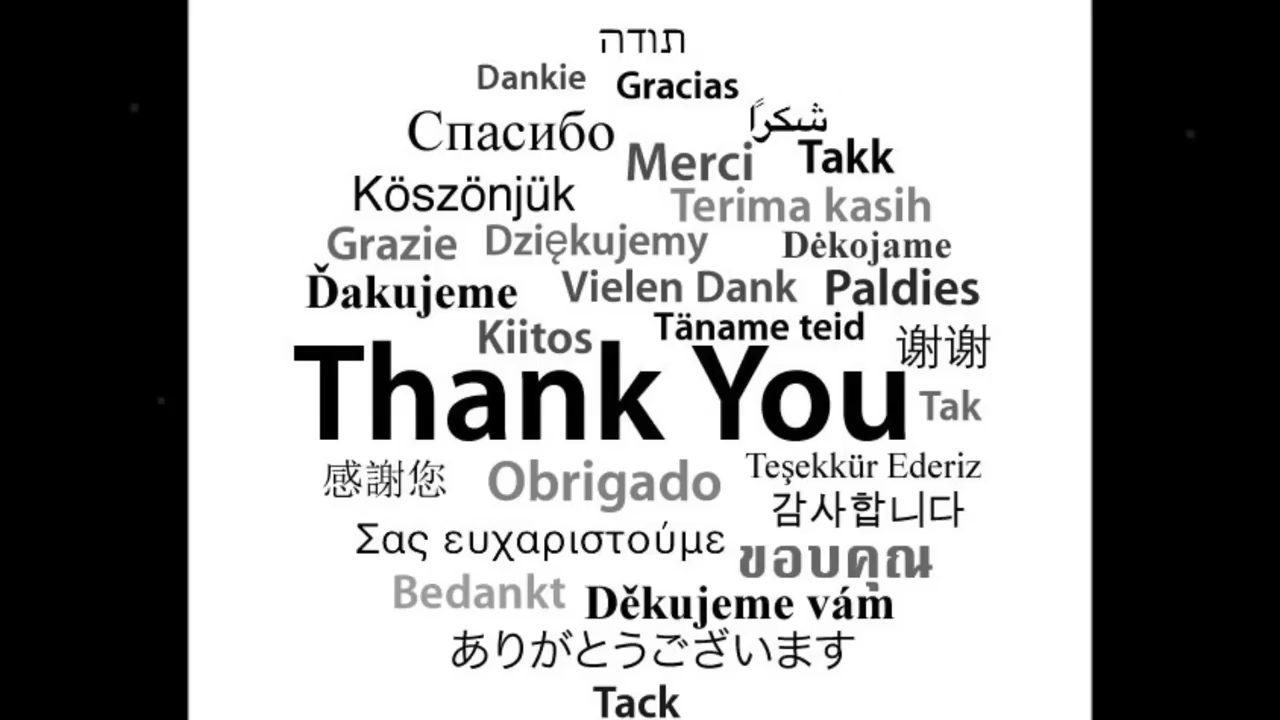 תודה
Dankie Gracias
Спасибо شكراً
Merci Takk
Köszönjük Terima kasih
Grazie Dziękujemy Dėkojame
Ďakujeme Vielen Dank Paldies
Kiitos Täname teid 谢谢
Thank You Tak
感謝您 Obrigado Teşekkür Ederiz
감사합니다
Σας ευχαριστούμε ขอบคุณ
Bedankt Děkujeme vám
ありがとうございます
Tack